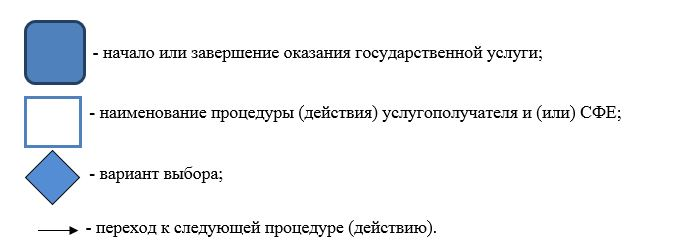 - начало или завершение оказания государственной услуги;
- наименование процедуры (действия) услугополучателя и (или) СФЕ;
- вариант выбора;
- переход к следующей процедуре (действию).